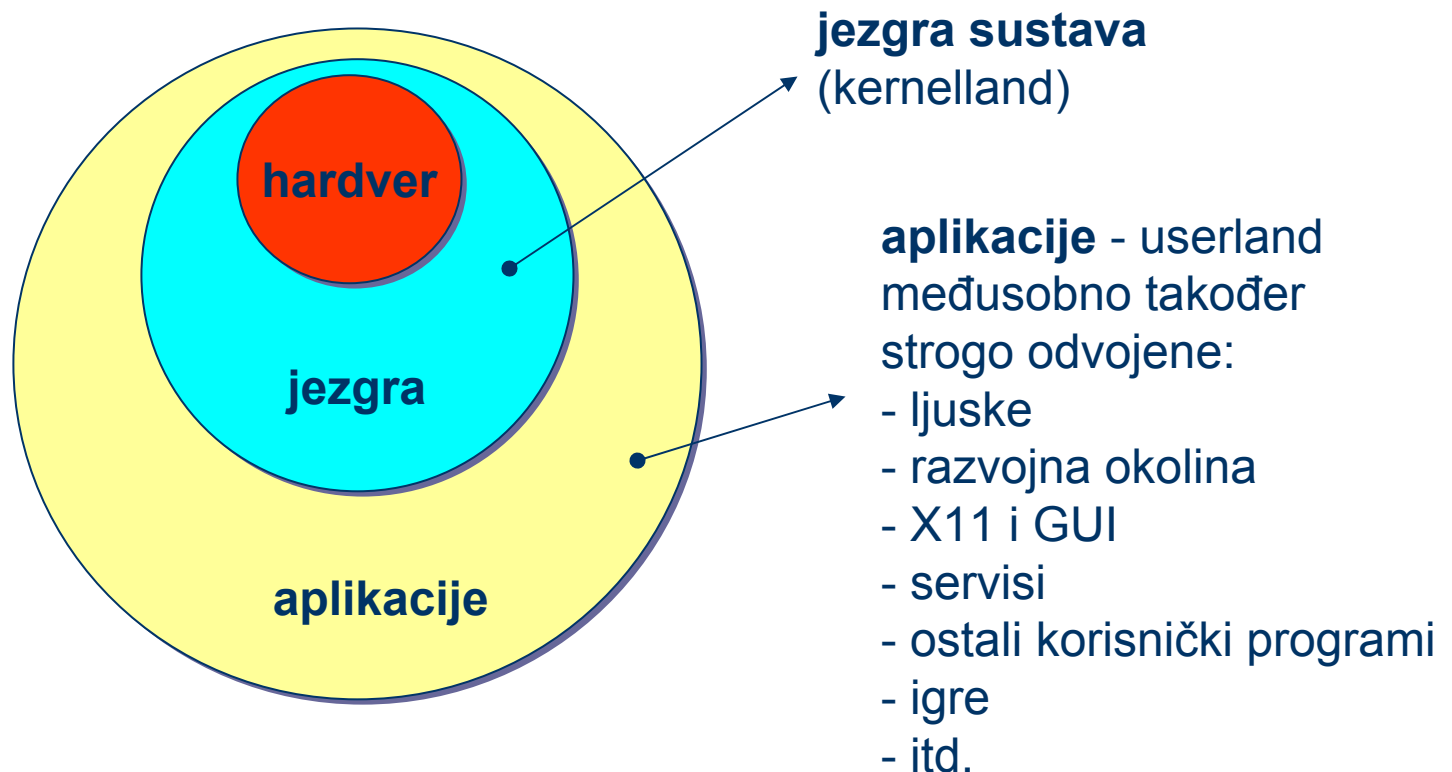 hardver
jezgra
aplikacije
jezgra sustava
(kernelland)
aplikacije - userland
međusobno također
strogo odvojene:
- ljuske
- razvojna okolina
- X11 i GUI
- servisi
- ostali korisnički programi
- igre
- itd.